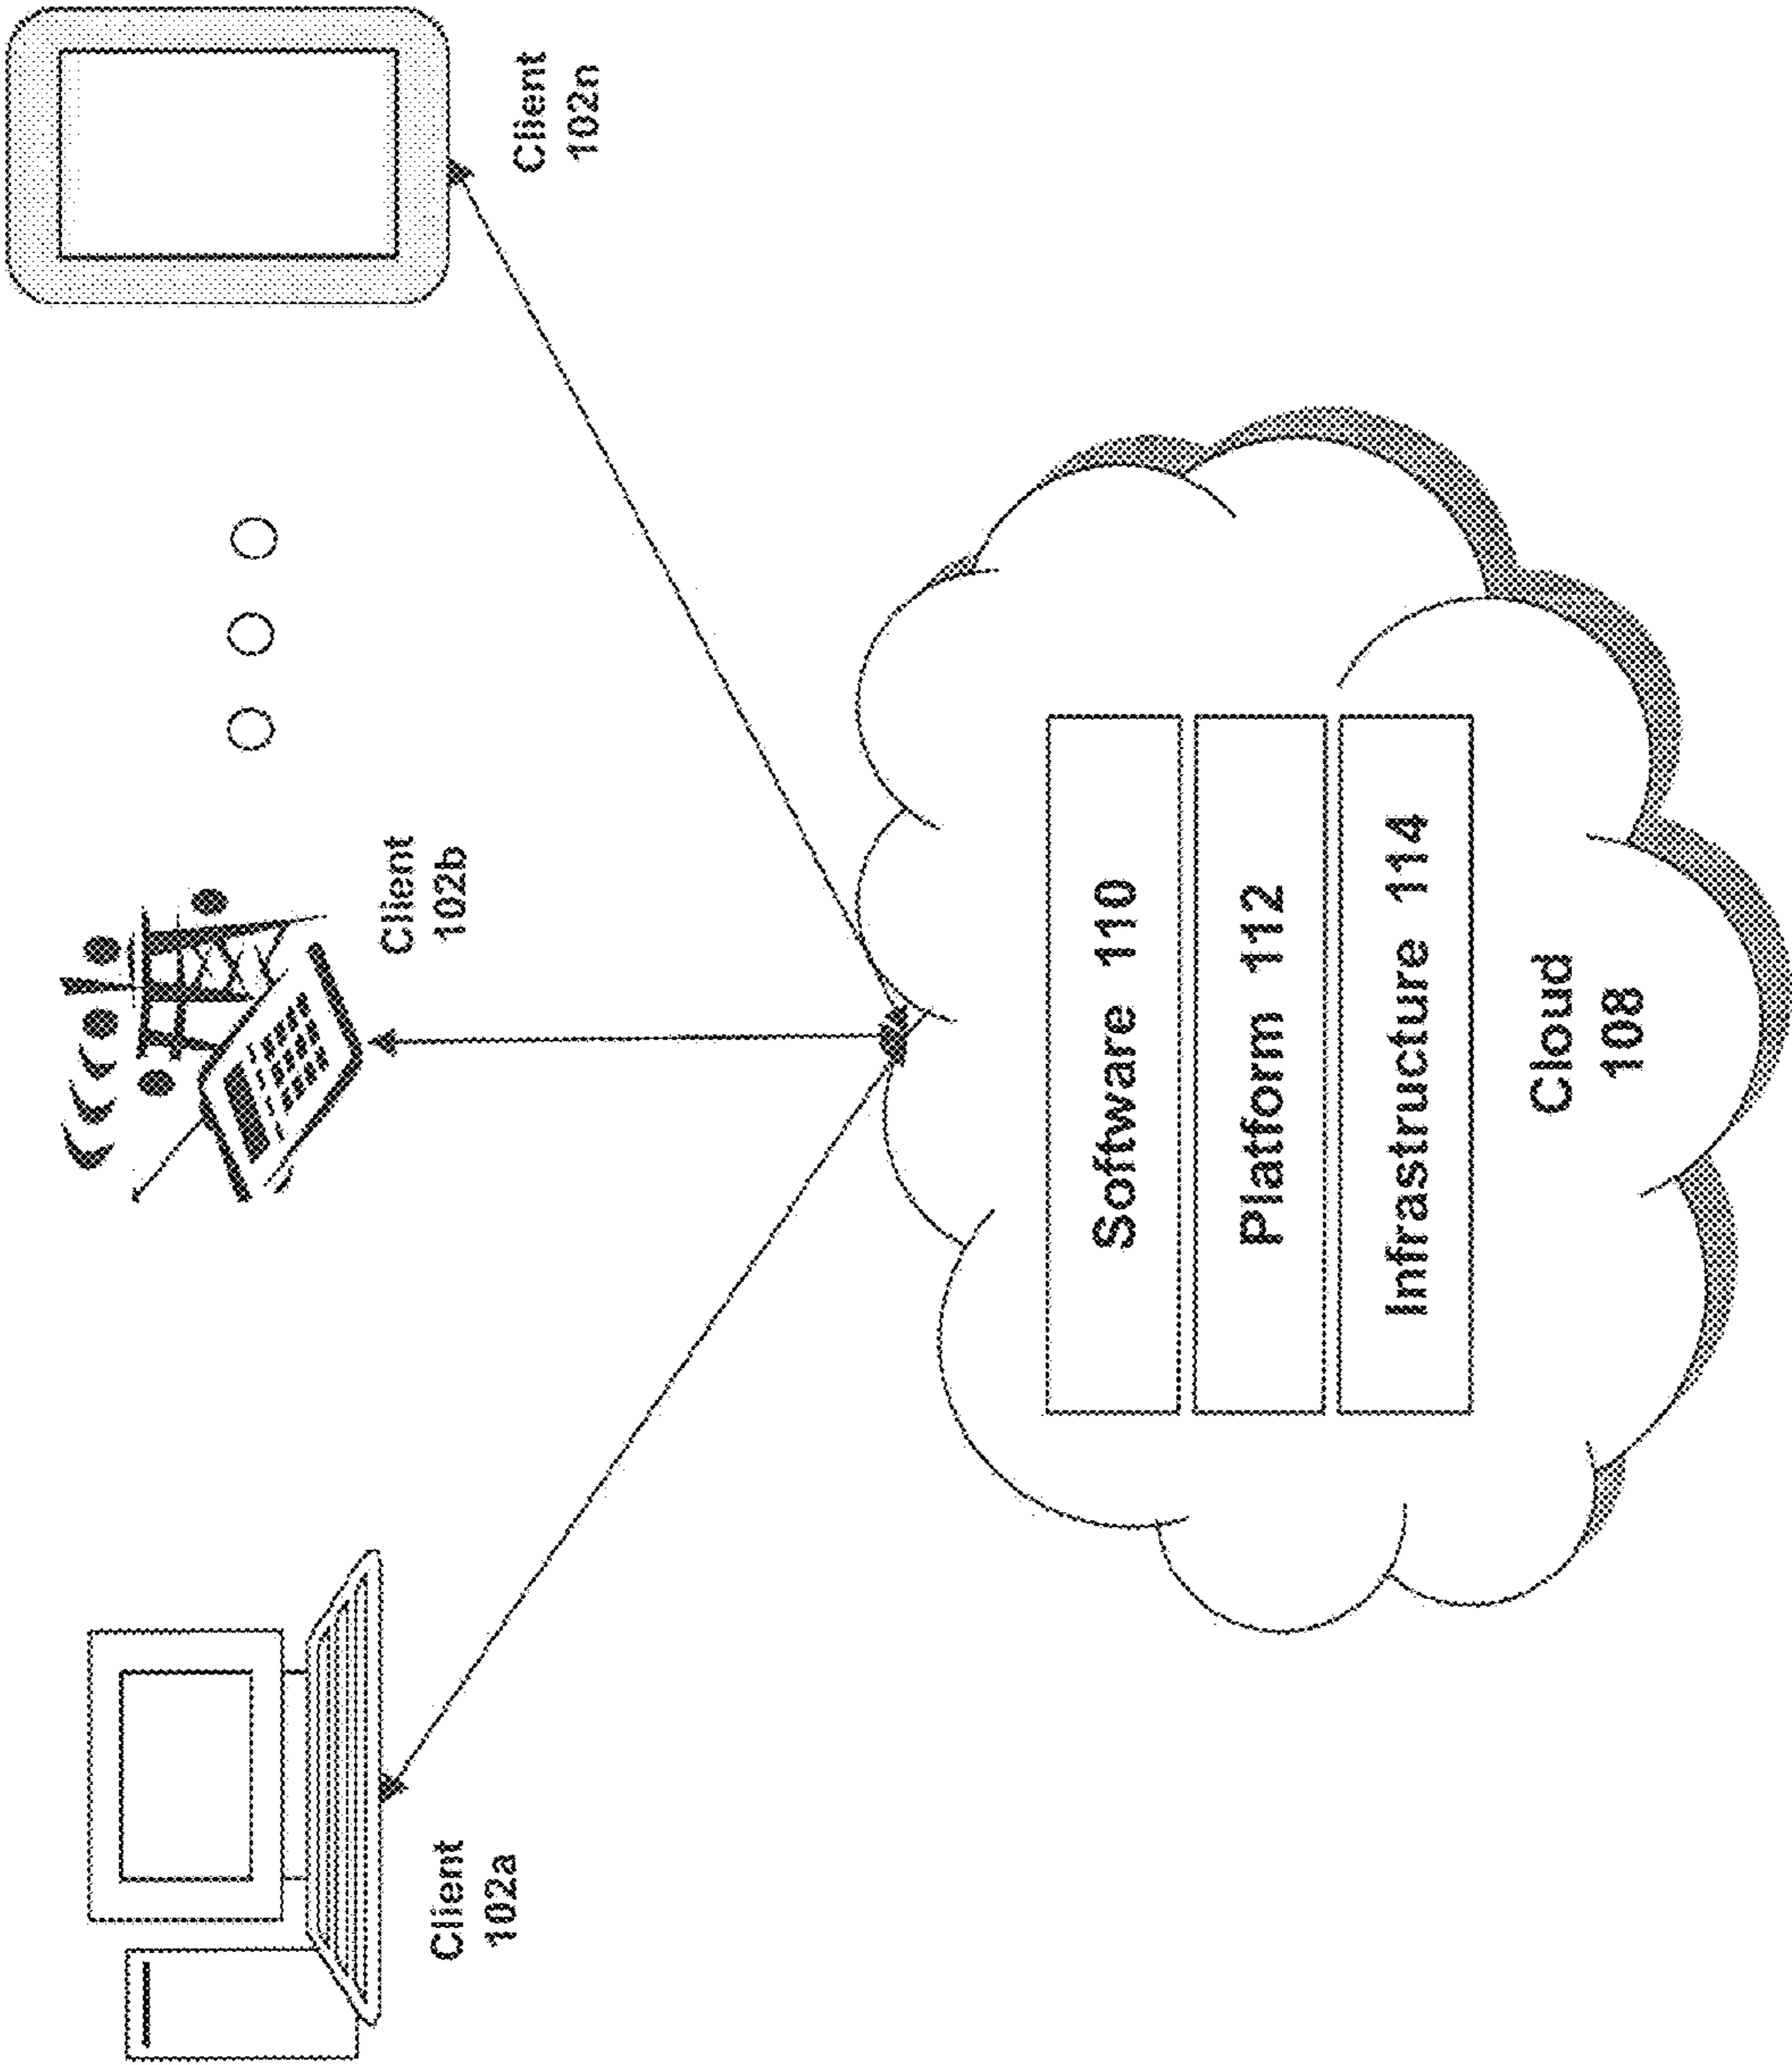 Client
102a
Client
102b
Client
102n
Software 110
Platform 112
Infrastructure 114
Cloud
108